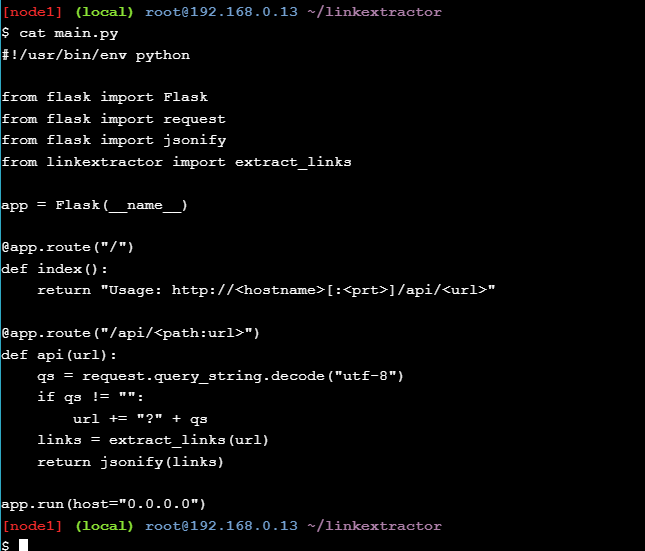 [node1] (local) root@192.168.0.13 ~/linkextractor
$ cat main.py
#!/usr/bin/env python

from flask import Flask
from flask import request
from flask import jsonify
from linkextractor import extract_links

app = Flask(__name__)

@app.route("/")
def index():
    return "Usage: http://<hostname>[:<prt>]/api/<url>"

@app.route("/api/<path:url>")
def api(url):
    qs = request.query_string.decode("utf-8")
    if qs != "":
        url += "?" + qs
    links = extract_links(url)
    return jsonify(links)

app.run(host="0.0.0.0")
[node1] (local) root@192.168.0.13 ~/linkextractor
$